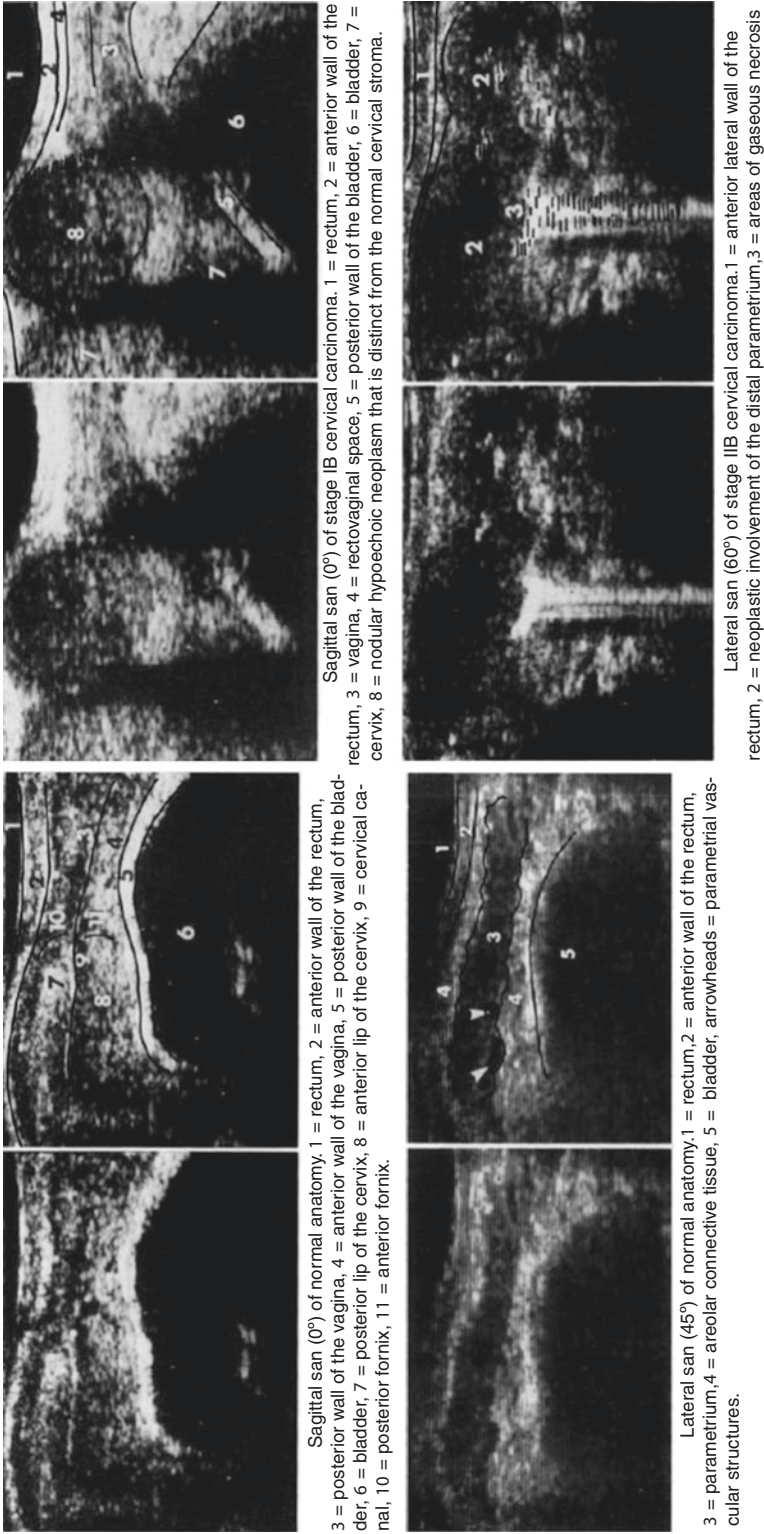 1
2
10
3
7
9
11
4
8
5
6
Sagittal san (0°) of normal anatomy.1 = rectum, 2 = anterior wall of the rectum,
3 = posterior wall of the vagina, 4 = anterior wall of the vagina, 5 = posterior wall of the blad-
der, 6 = bladder, 7 = posterior lip of the cervix, 8 = anterior lip of the cervix, 9 = cervical ca-
nal, 10 = posterior fornix, 11 = anterior fornix.
1
4
2
3
8
7
5
6
7
Sagittal san (0°) of stage IB cervical carcinoma.1 = rectum, 2 = anterior wall of the
rectum, 3 = vagina, 4 = rectovaginal space, 5 = posterior wall of the bladder, 6 = bladder, 7 =
cervix, 8 = nodular hypoechoic neoplasm that is distinct from the normal cervical stroma.
1
2
4
3
4
5
Lateral san (45°) of normal anatomy.1 = rectum,2 = anterior wall of the rectum,
3 = parametrium,4 = areolar connective tissue, 5 = bladder, arrowheads = parametrial vas-
cular structures.
1
2
2
3
Lateral san (60°) of stage IIB cervical carcinoma.1 = anterior lateral wall of the
rectum, 2 = neoplastic involvement of the distal parametrium,3 = areas of gaseous necrosis